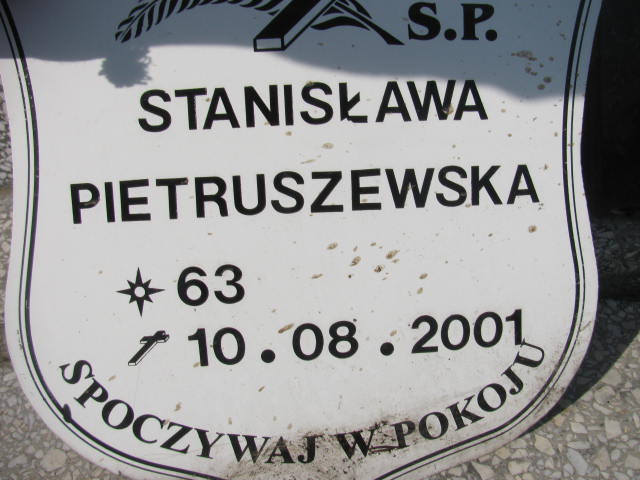 Ś.P.
STANISŁAWA
PIETRUSZEWSKA
63
10.08.2001
SPOCZYWAJ W POKOJU